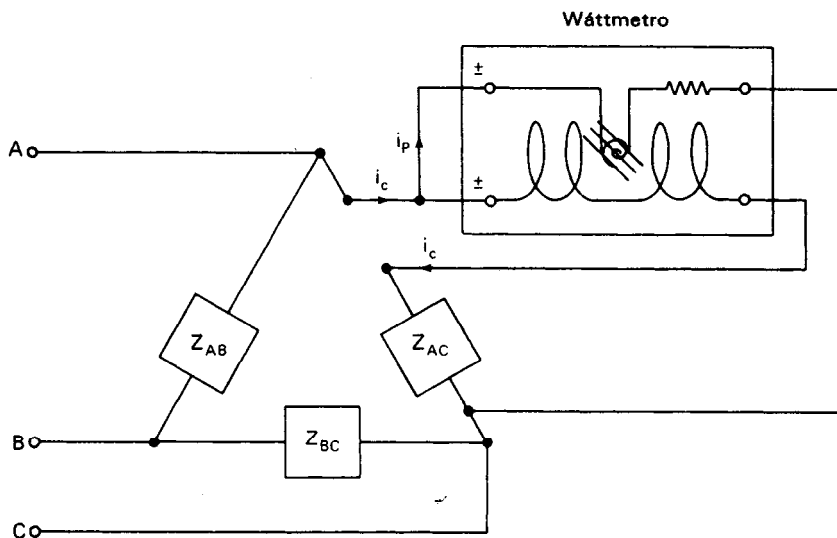 Wáttmetro
±
A
i_p
i_c
±
i_c
Z_AB
Z_AC
B
Z_BC
C